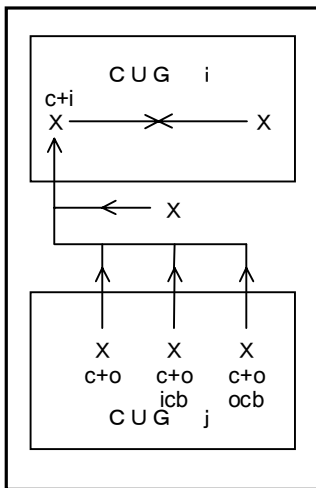 CUG i
c+i
X X
X
X X X
c+o c+o c+o
icb ocb
CUG j